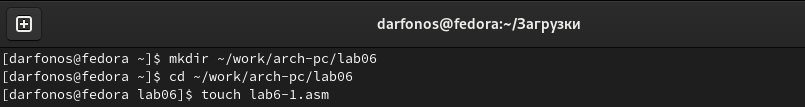 darfonos@fedora:~/Загрузки
[darfonos@fedora ~]$ mkdir ~/work/arch-pc/lab06
[darfonos@fedora ~]$ cd ~/work/arch-pc/lab06
[darfonos@fedora lab06]$ touch lab6-1.asm